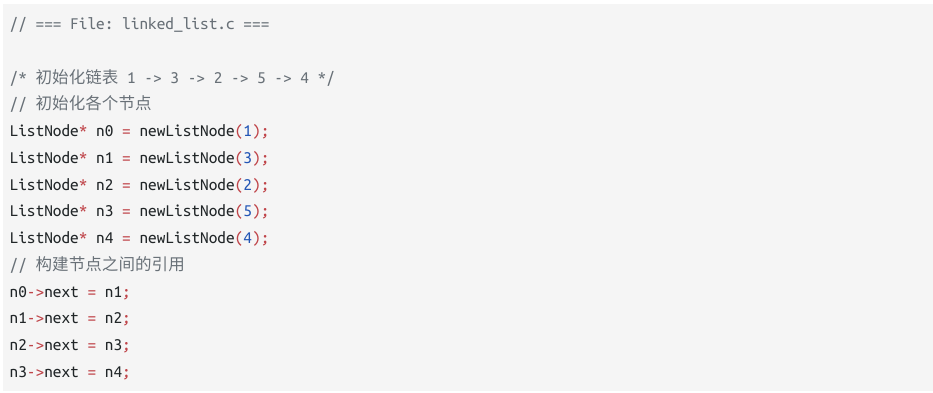 // === File: linked_list.c ===
/* 初始化链表 1 -> 3 -> 2 -> 5 -> 4 */
// 初始化各个节点
ListNode* n0 = newListNode(1);
ListNode* n1 = newListNode(3);
ListNode* n2 = newListNode(2);
ListNode* n3 = newListNode(5);
ListNode* n4 = newListNode(4);
// 构建节点之间的引用
n0->next = n1;
n1->next = n2;
n2->next = n3;
n3->next = n4;